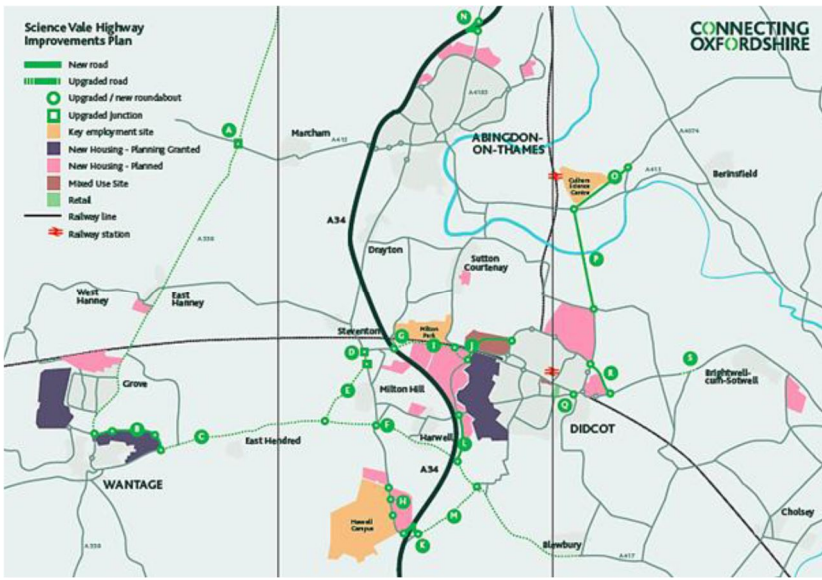 Science Vale Highway
Improvements Plan
New road
Upgraded road
Upgraded / new roundabout
Upgraded Junction
Key employment site
New Housing - Planning Granted
New Housing - Planned
Mixed Use Site
Retail
Railway line
Railway station
CONNECTING
OXFORDSHIRE
N
A
Marcham
A415
A4183
ABINGDON-
ON-THAMES
A4074
Culham
Science
Centre
O
A415
Berinsfield
A34
A338
Drayton
Sutton
Courtenay
P
West
Hanney
East
Hanney
Steventon
G
Milton
Park
I
J
D
S
Grove
E
Milton Hill
R
Brightwell-
cum-Sotwell
Q
B
C
F
Harwell
L
DIDCOT
East Hendred
WANTAGE
A34
H
Harwell
Campus
M
K
Cholsey
A338
Blewbury
A417